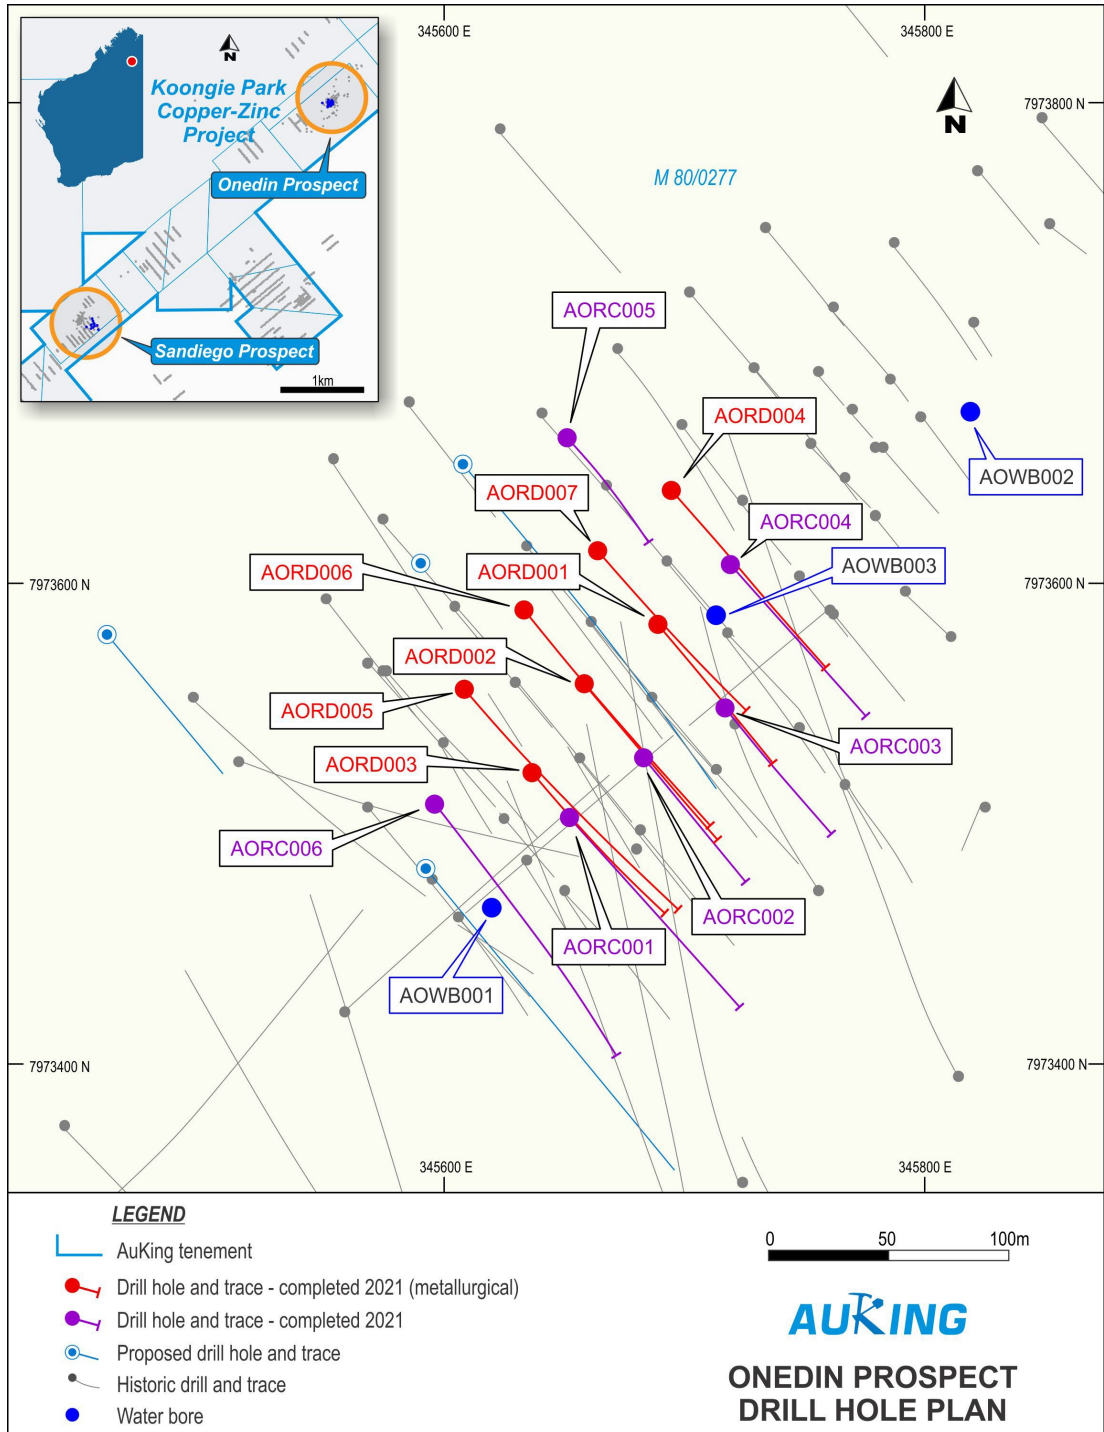 345600 E
345800 E
N
Koongie Park
Copper-Zinc
Project
Onedin Prospect
Sandiego Prospect
1km
7973800 N
N
M 80/0277
AORC005
AORD004
AOWB002
AORD007
AORC004
AORD006
AORD001
AOWB003
7973600 N
7973600 N
AORD002
AORD005
AORC003
AORD003
AORC006
AORC002
AORC001
AOWB001
7973400 N
7973400 N
345600 E
345800 E
LEGEND
AuKing tenement
Drill hole and trace - completed 2021 (metallurgical)
Drill hole and trace - completed 2021
Proposed drill hole and trace
Historic drill and trace
Water bore
0 50 100m
AUKING
ONEDIN PROSPECT
DRILL HOLE PLAN